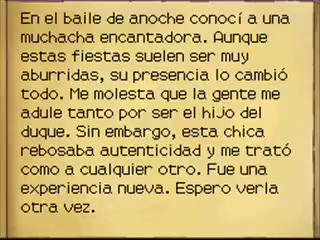 En el baile de anoche conocí a una
muchacha encantadora. Aunque
estas fiestas suelen ser muy
aburridas, su presencia lo cambió
todo. Me molesta que la gente me
adule tanto por ser el hijo del
duque. Sin embargo, esta chica
rebosaba autenticidad y me trató
como a cualquier otro. Fue una
experiencia nueva. Espero verla
otra vez.